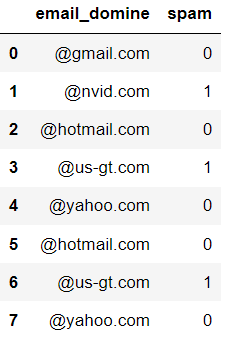 email_domine spam
0 @gmail.com 0
1 @nvid.com 1
2 @hotmail.com 0
3 @us-gt.com 1
4 @yahoo.com 0
5 @hotmail.com 0
6 @us-gt.com 1
7 @yahoo.com 0